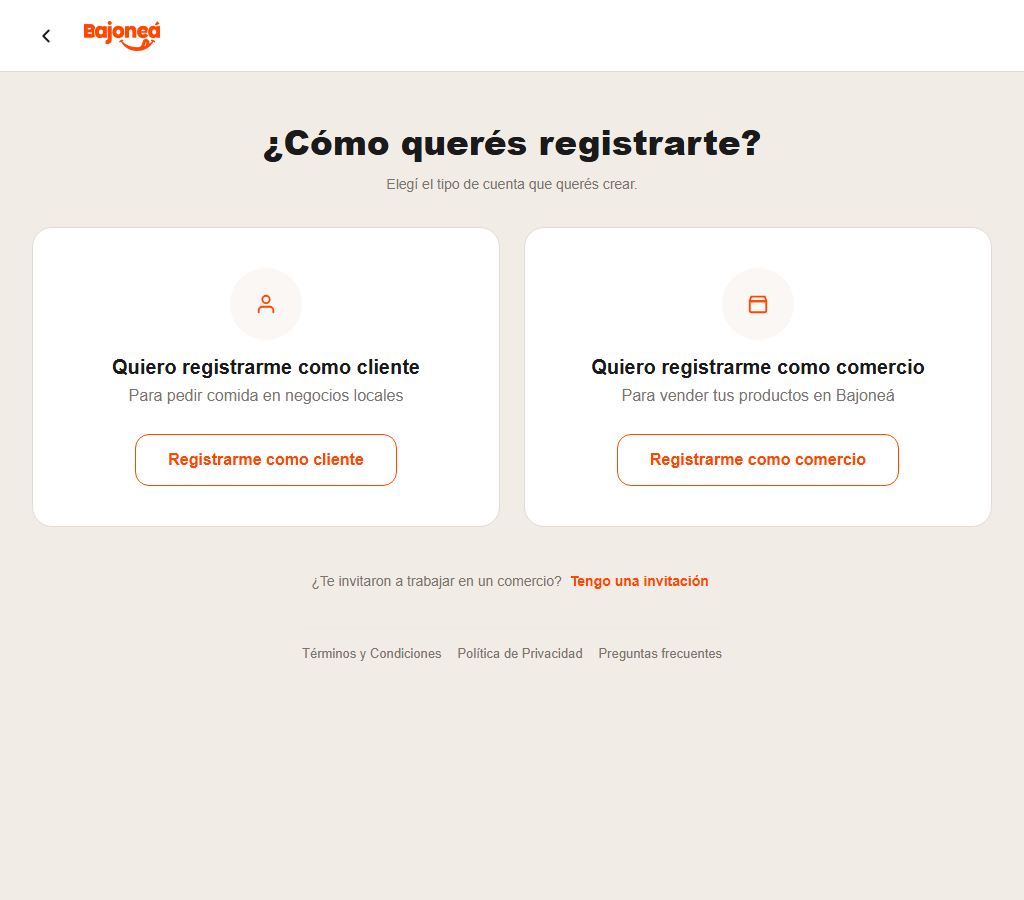 Bajoneá
¿Cómo querés registrarte?
Elegí el tipo de cuenta que querés crear.
Quiero registrarme como cliente
Para pedir comida en negocios locales
Registrarme como cliente
Quiero registrarme como comercio
Para vender tus productos en Bajoneá
Registrarme como comercio
¿Te invitaron a trabajar en un comercio? Tengo una invitación
Términos y Condiciones Política de Privacidad Preguntas frecuentes